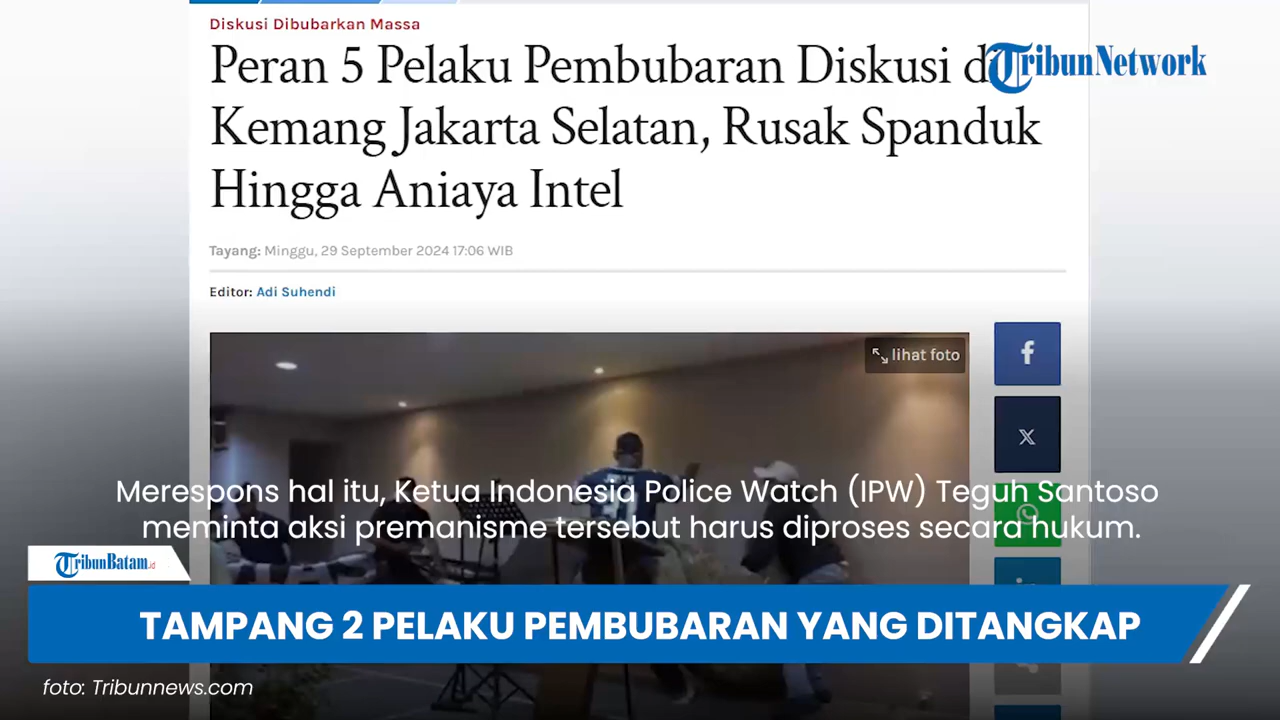 Diskusi Dibubarkan Massa
Peran 5 Pelaku Pembubaran Diskusi d
TribunNetwork
Kemang Jakarta Selatan, Rusak Spanduk
Hingga Aniaya Intel
Tayang: Minggu, 29 September 2024 17:06 WIB
Editor: Adi Suhendi
lihat foto
Merespons hal itu, Ketua Indonesia Police Watch (IPW) Teguh Santoso
meminta aksi premanisme tersebut harus diproses secara hukum.
TribunBatam.id
TAMPANG 2 PELAKU PEMBUBARAN YANG DITANGKAP
foto: Tribunnews.com